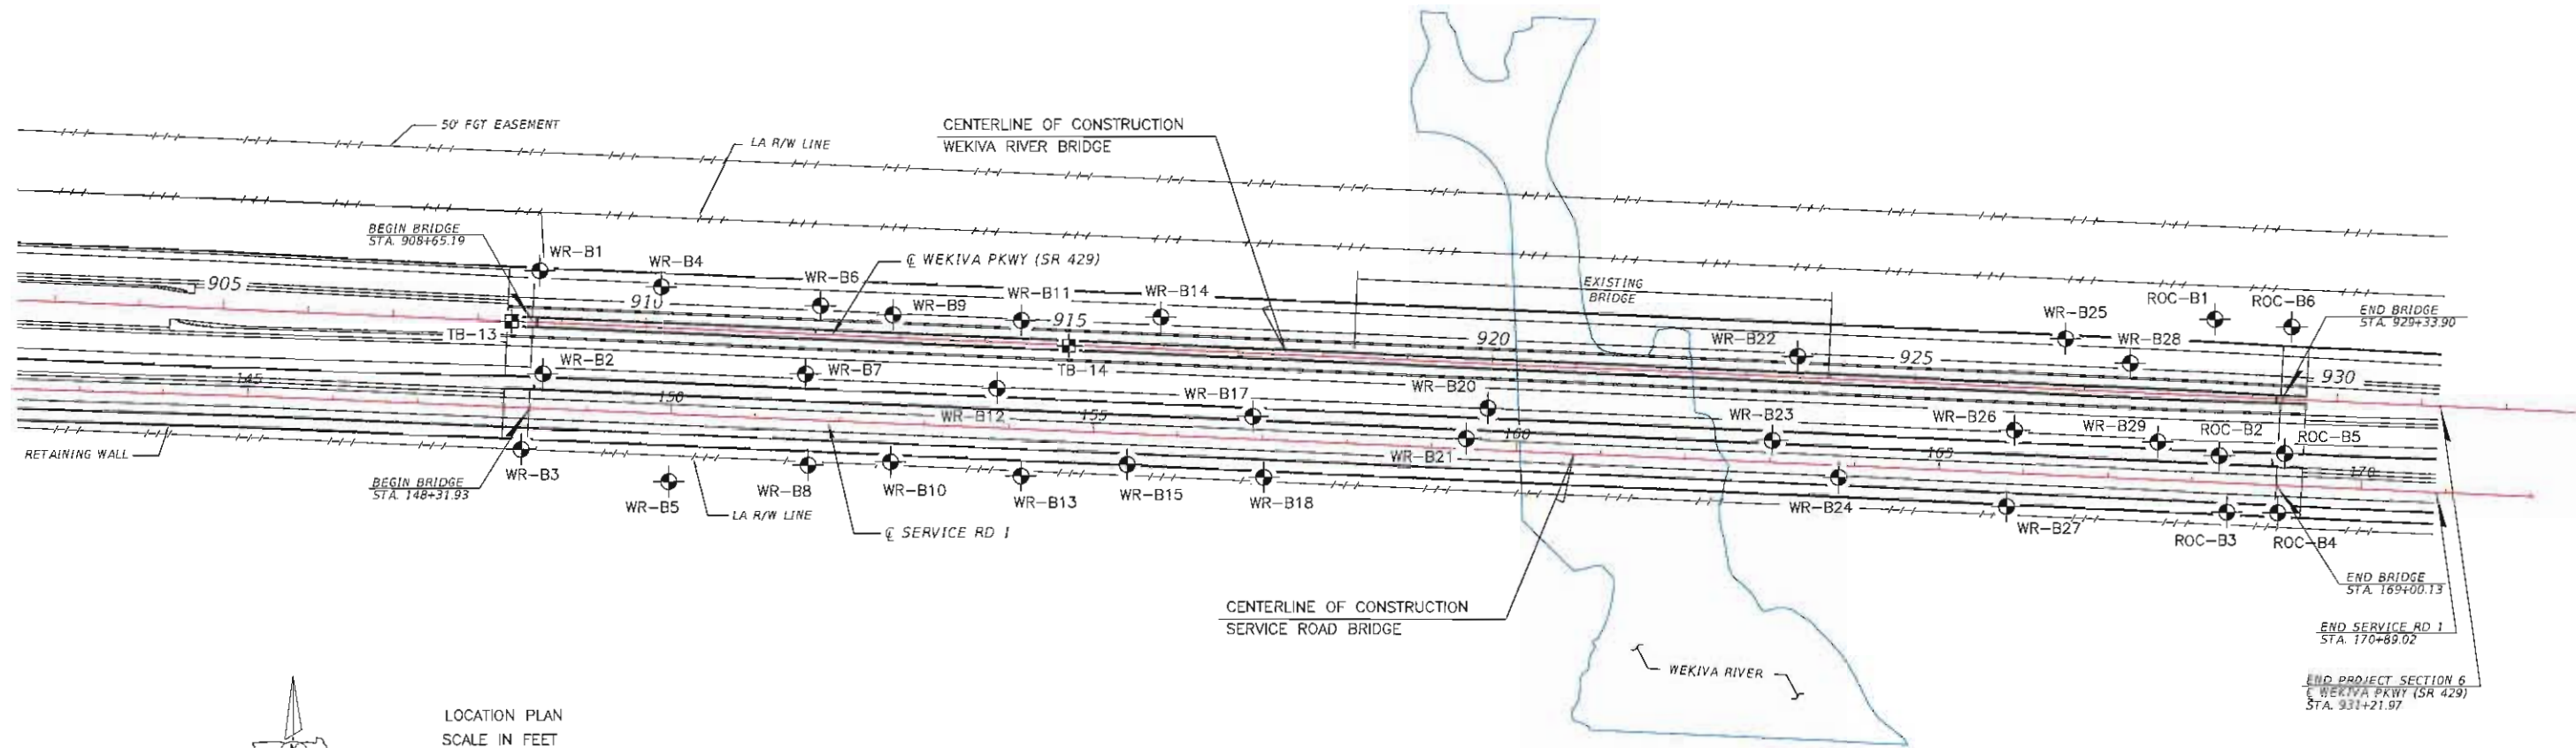 50' FGT EASEMENT
LA R/W LINE
CENTERLINE OF CONSTRUCTION
WEKIVA RIVER BRIDGE
BEGIN BRIDGE
STA. 908+65.19
WR-B1
WR-B4
WR-B6
℄ WEKIVA PKWY (SR 429)
WR-B9
WR-B11
WR-B14
EXISTING
BRIDGE
WR-B25
ROC-B1
ROC-B6
END BRIDGE
STA. 929+33.90
905
910
915
920
925
930
TB-13
TB-14
WR-B22
WR-B28
WR-B2
WR-B7
WR-B12
WR-B17
WR-B20
WR-B23
WR-B26
WR-B29
ROC-B2
ROC-B5
145
150
155
160
165
170
RETAINING WALL
BEGIN BRIDGE
STA. 148+31.93
WR-B3
WR-B5
LA R/W LINE
WR-B8
WR-B10
℄ SERVICE RD 1
WR-B13
WR-B15
WR-B18
WR-B21
WR-B24
WR-B27
ROC-B3
ROC-B4
CENTERLINE OF CONSTRUCTION
SERVICE ROAD BRIDGE
WEKIVA RIVER
END BRIDGE
STA. 169+00.13
END SERVICE RD 1
STA. 170+89.02
END PROJECT SECTION 6
℄ WEKIVA PKWY (SR 429)
STA. 931+21.97
LOCATION PLAN
SCALE IN FEET